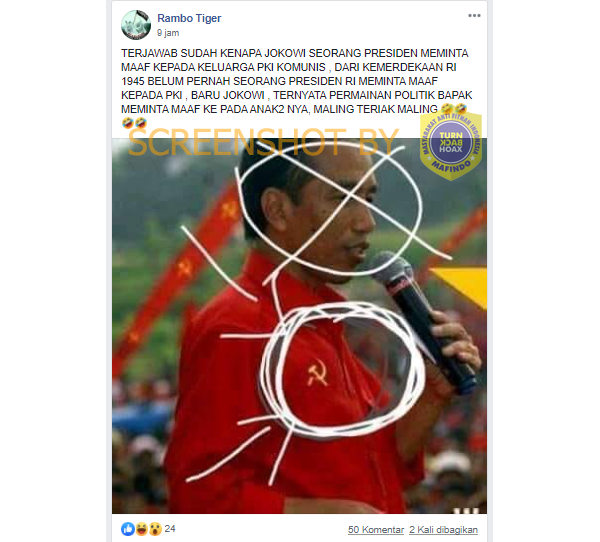 Rambo Tiger
9 jam
TERJAWAB SUDAH KENAPA JOKOWI SEORANG PRESIDEN MEMINTA
MAAF KEPADA KELUARGA PKI KOMUNIS , DARI KEMERDEKAAN RI
1945 BELUM PERNAH SEORANG PRESIDEN RI MEMINTA MAAF
KEPADA PKI , BARU JOKOWI , TERNYATA PERMAINAN POLITIK BAPAK
MEMINTA MAAF KE PADA ANAK2 NYA, MALING TERIAK MALING 🤣🤣
🤣🤣
SCREENSHOT BY
MASYARAKAT ANTI FITNAH INDONESIA
TURN
BACK
HOAX
MAFINDO
24
50 Komentar 2 Kali dibagikan